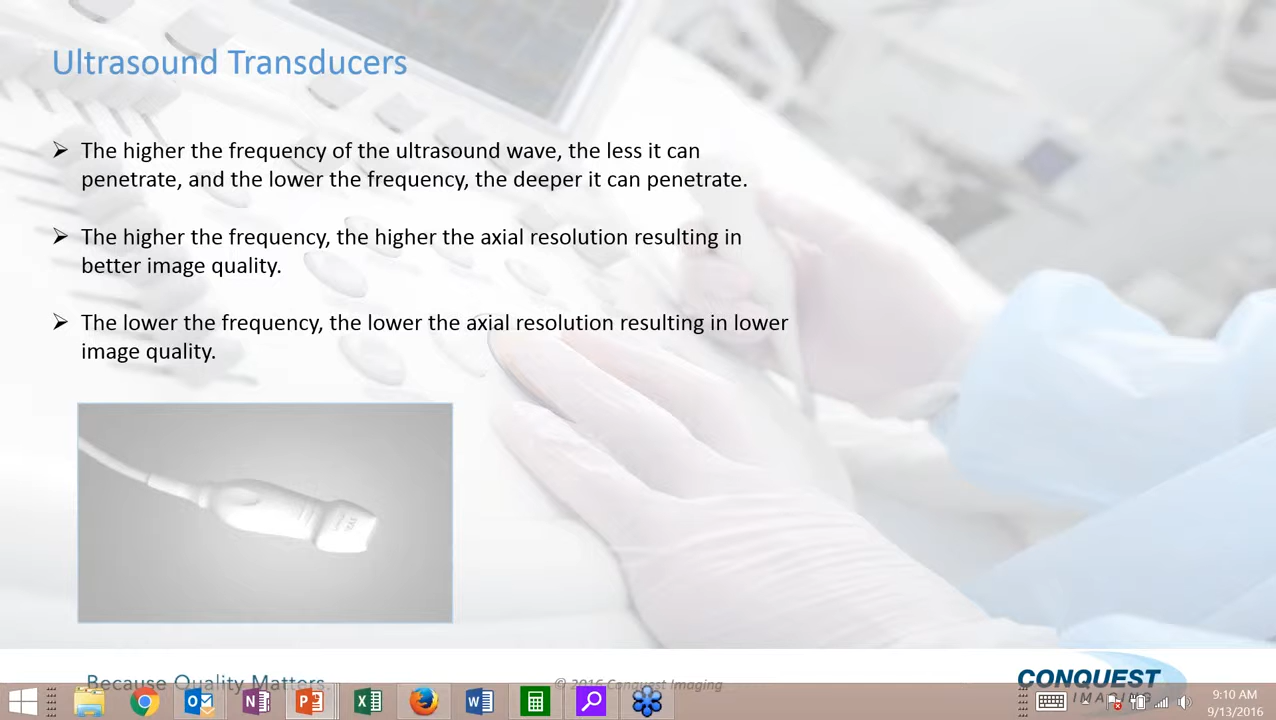 Ultrasound Transducers
➢ The higher the frequency of the ultrasound wave, the less it can
penetrate, and the lower the frequency, the deeper it can penetrate.
➢ The higher the frequency, the higher the axial resolution resulting in
better image quality.
➢ The lower the frequency, the lower the axial resolution resulting in lower
image quality.
Because Quality Matters.
© 2016 Conquest Imaging
CONQUEST
IMAGING
9:10 AM
9/13/2016